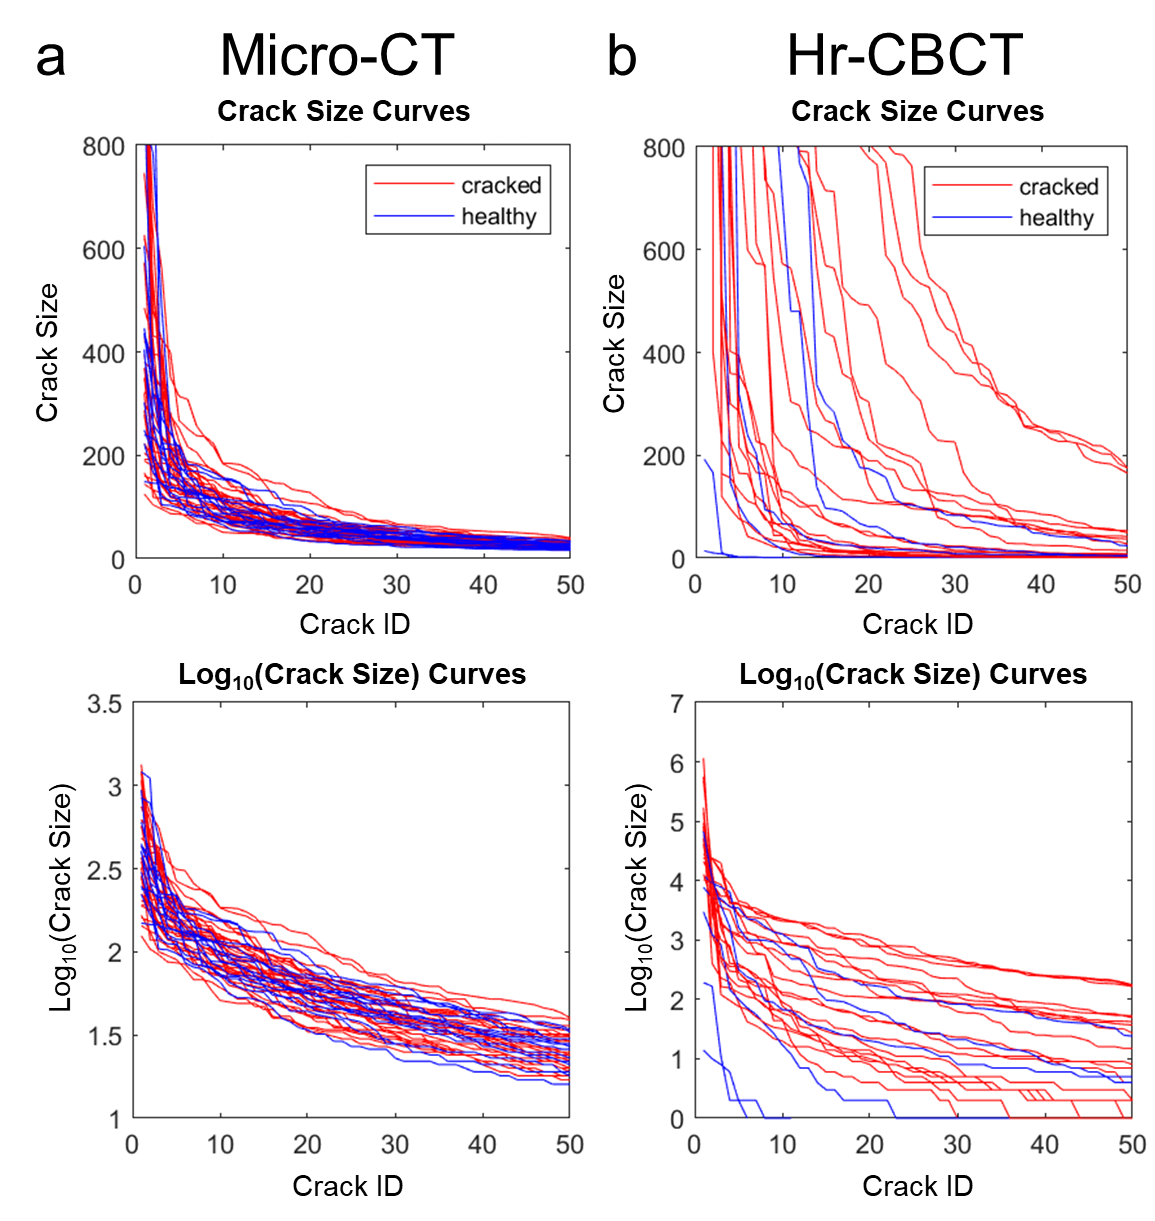 a Micro-CT
b Hr-CBCT
Crack Size Curves
800
600
400
200
0
Crack Size
cracked
healthy
0 10 20 30 40 50
Crack ID
Crack Size Curves
800
600
400
200
0
Crack Size
cracked
healthy
0 10 20 30 40 50
Crack ID
Log₁₀(Crack Size) Curves
3.5
3
2.5
2
1.5
1
Log₁₀(Crack Size)
0 10 20 30 40 50
Crack ID
Log₁₀(Crack Size) Curves
7
6
5
4
3
2
1
0
Log₁₀(Crack Size)
0 10 20 30 40 50
Crack ID